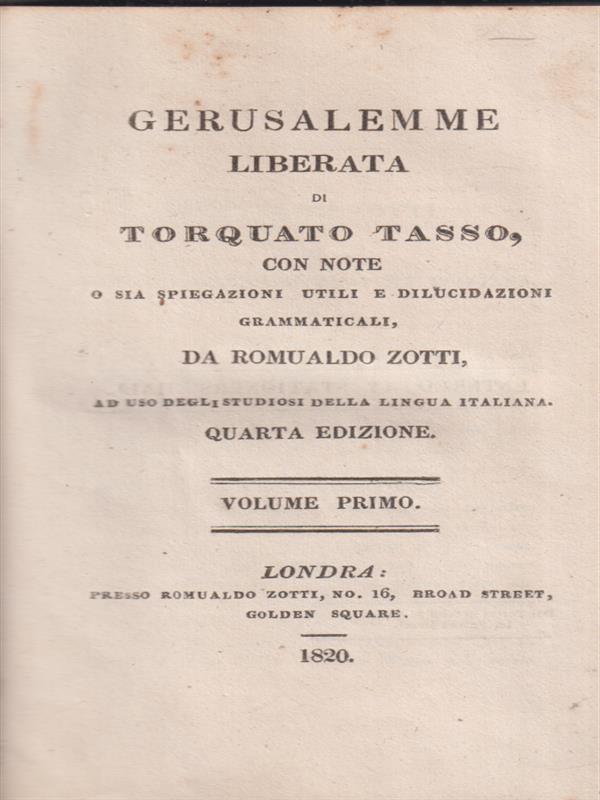 GERUSALEMME
LIBERATA
DI
TORQUATO TASSO,
CON NOTE
O SIA SPIEGAZIONI UTILI E DILUCIDAZIONI
GRAMMATICALI,
DA ROMUALDO ZOTTI,
AD USO DEGLI STUDIOSI DELLA LINGUA ITALIANA.
QUARTA EDIZIONE.
VOLUME PRIMO.
LONDRA:
PRESSO ROMUALDO ZOTTI, NO. 16, BROAD STREET,
GOLDEN SQUARE.
1820.